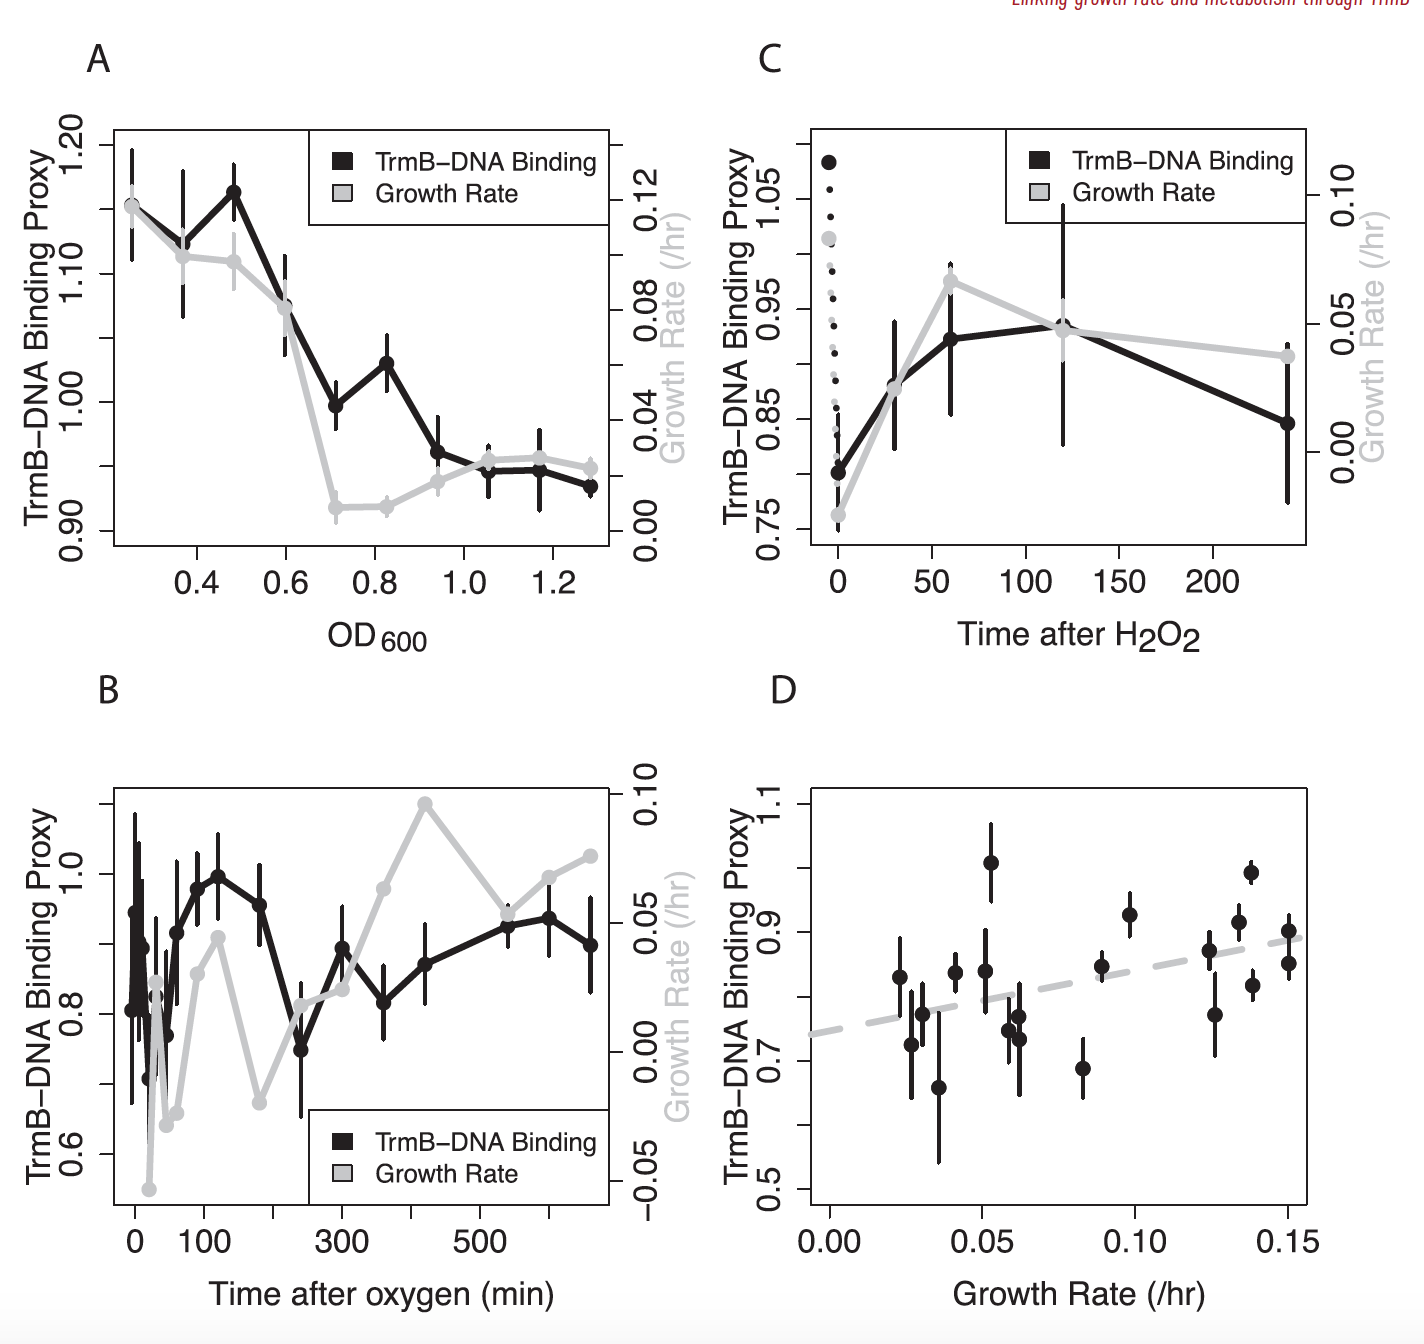 Linking growth rate and metabolism through TrmB
A
TrmB–DNA Binding Proxy
1.20
1.10
1.00
0.90
TrmB–DNA Binding
Growth Rate
0.12
0.08
0.04
0.00
Growth Rate (/hr)
0.4 0.6 0.8 1.0 1.2
OD600
C
TrmB–DNA Binding Proxy
1.05
0.95
0.85
0.75
TrmB–DNA Binding
Growth Rate
0.10
0.05
0.00
Growth Rate (/hr)
0 50 100 150 200
Time after H2O2
B
TrmB–DNA Binding Proxy
1.0
0.8
0.6
TrmB–DNA Binding
Growth Rate
0.10
0.05
0.00
−0.05
Growth Rate (/hr)
0 100 300 500
Time after oxygen (min)
D
TrmB–DNA Binding Proxy
1.1
0.9
0.7
0.5
0.00 0.05 0.10 0.15
Growth Rate (/hr)